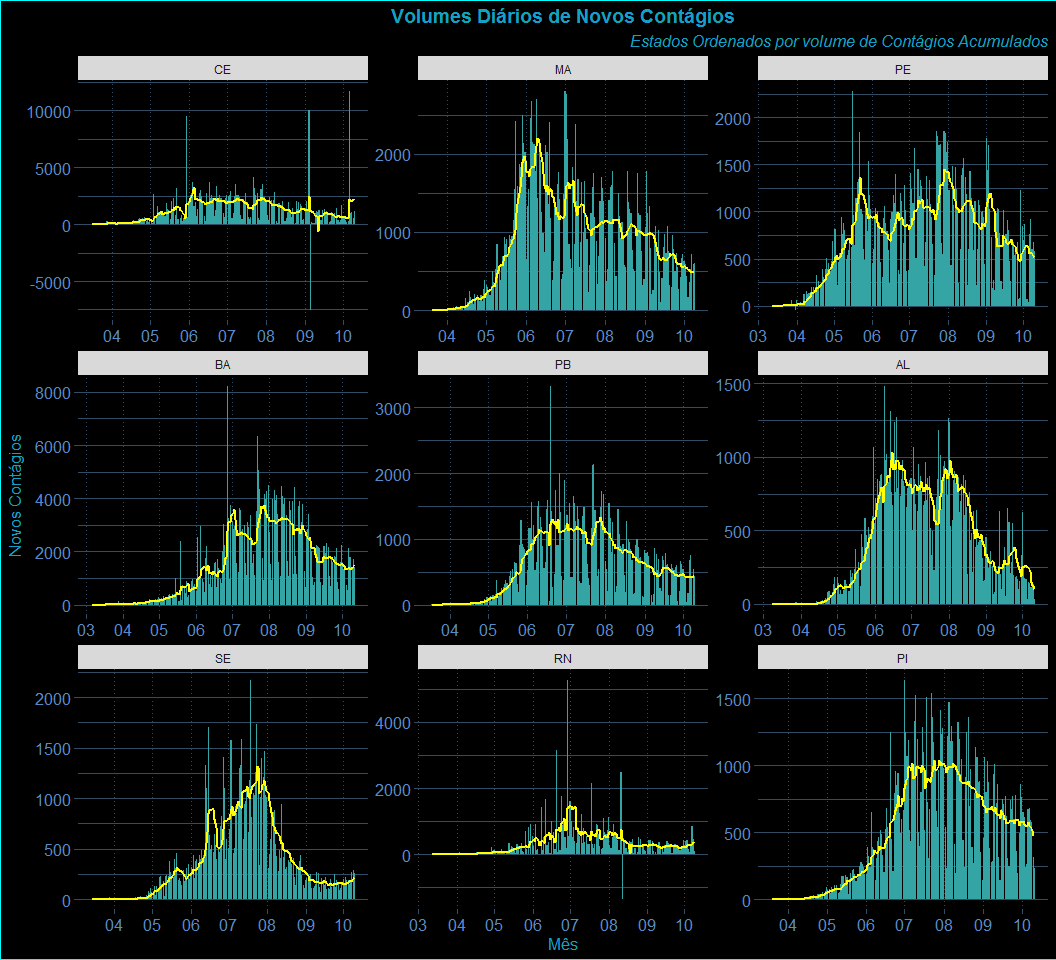 Volumes Diários de Novos Contágios
Estados Ordenados por volume de Contágios Acumulados
CE MA PE
10000
5000
0
-5000
2000
1000
0
2000
1500
1000
500
0
04 05 06 07 08 09 10
04 05 06 07 08 09 10
03 04 05 06 07 08 09 10
BA PB AL
8000
6000
4000
2000
0
3000
2000
1000
0
1500
1000
500
0
03 04 05 06 07 08 09 10
04 05 06 07 08 09 10
03 04 05 06 07 08 09 10
SE RN PI
2000
1500
1000
500
0
4000
2000
0
1500
1000
500
0
04 05 06 07 08 09 10
03 04 05 06 07 08 09 10
04 05 06 07 08 09 10
Novos Contágios
Mês